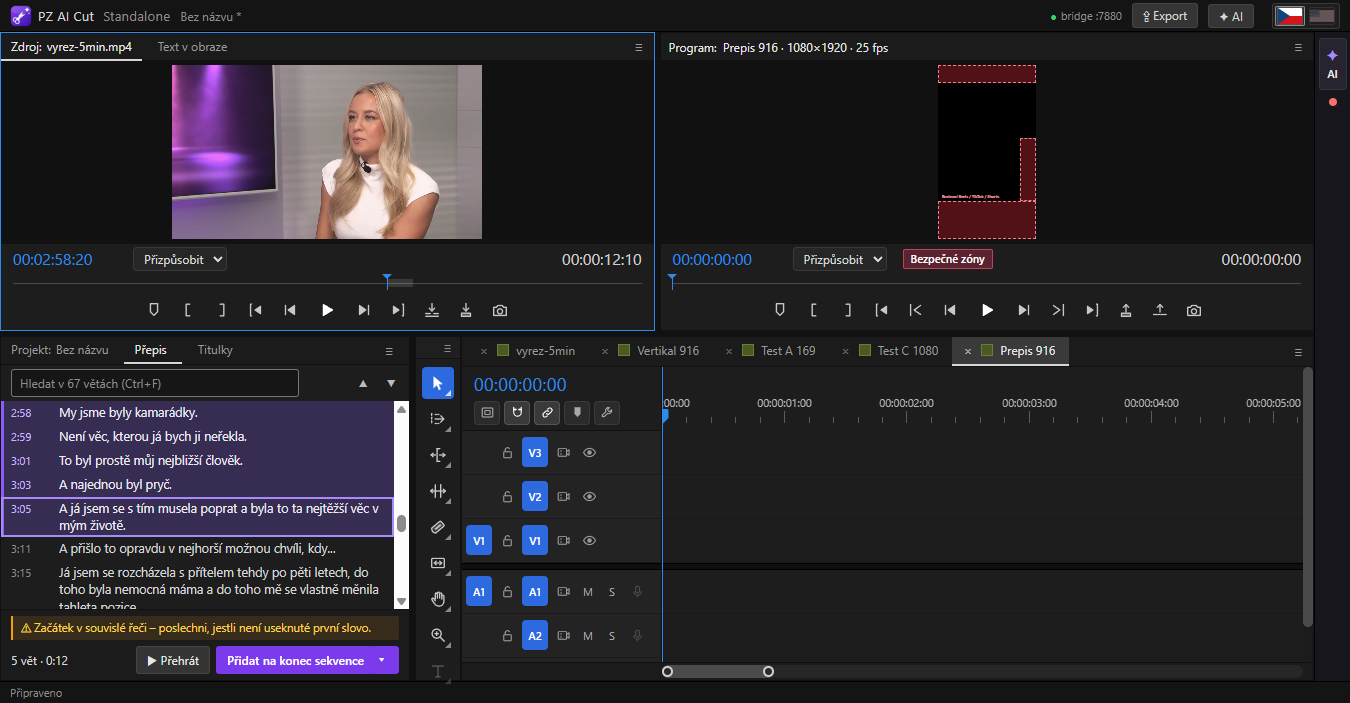 PZ AI Cut Standalone Bez názvu *
bridge :7880 Export AI
Zdroj: vyrez-5min.mp4 Text v obraze
Program: Prepis 916 · 1080×1920 · 25 fps
AI
00:02:58:20 Přizpůsobit 00:00:12:10
00:00:00:00 Přizpůsobit Bezpečné zóny 00:00:00:00
Projekt: Bez názvu Přepis Titulky
Hledat v 67 větách (Ctrl+F)
2:58 My jsme byly kamarádky.
2:59 Není věc, kterou já bych ji neřekla.
3:01 To byl prostě můj nejbližší člověk.
3:03 A najednou byl pryč.
3:05 A já jsem se s tím musela poprat a byla to ta nejtěžší věc v
mým životě.
3:11 A přišlo to opravdu v nejhorší možnou chvíli, kdy...
3:15 Já jsem se rozcházela s přítelem tehdy po pěti letech, do
toho byla nemocná máma a do toho mě se vlastně měnila
tahleta pozice
⚠ Začátek v souvislé řeči – poslechni, jestli není useknuté první slovo.
5 vět · 0:12 Přehrát Přidat na konec sekvence
vyrez-5min Vertikal 916 Test A 169 Test C 1080 Prepis 916
00:00:00:00
00:00 00:00:01:00 00:00:02:00 00:00:03:00 00:00:04:00 00:00:05:00
V3
V2
V1 V1
A1 A1 M S
A2 M S
T
Připraveno